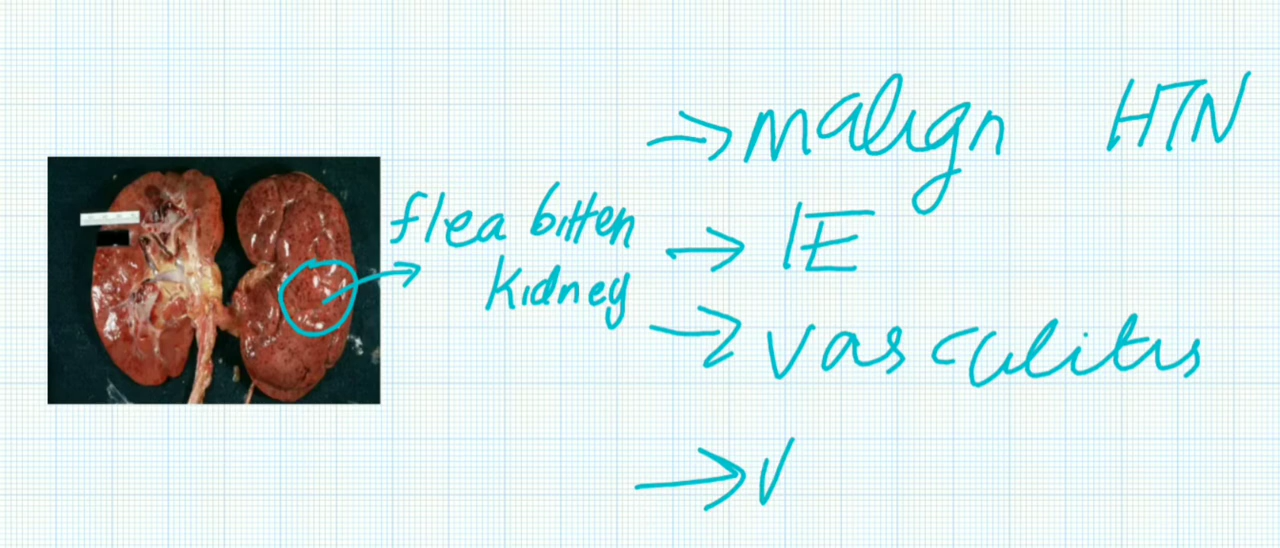 → malign HTN
flea bitten
kidney
→ IE
→ vasculitis
→ V